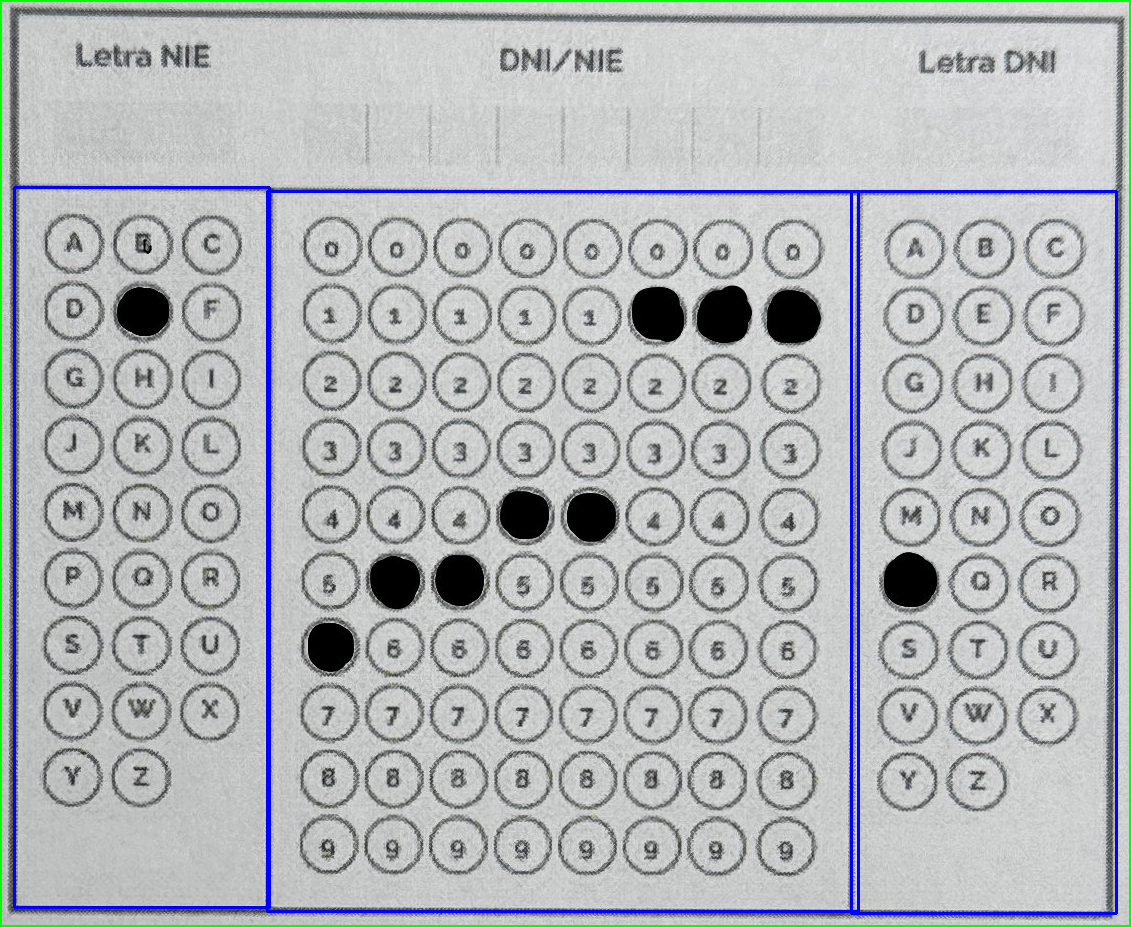 Letra NIE DNI/NIE Letra DNI
A B C 0 0 0 0 0 0 0 0 A B C
D F 1 1 1 1 1 D E F
G H I 2 2 2 2 2 2 2 2 G H I
J K L 3 3 3 3 3 3 3 3 J K L
M N O 4 4 4 4 4 4 M N O
P Q R 5 5 5 5 5 5 Q R
S T U 6 6 6 6 6 6 6 S T U
V W X 7 7 7 7 7 7 7 7 V W X
Y Z 8 8 8 8 8 8 8 8 Y Z
9 9 9 9 9 9 9 9